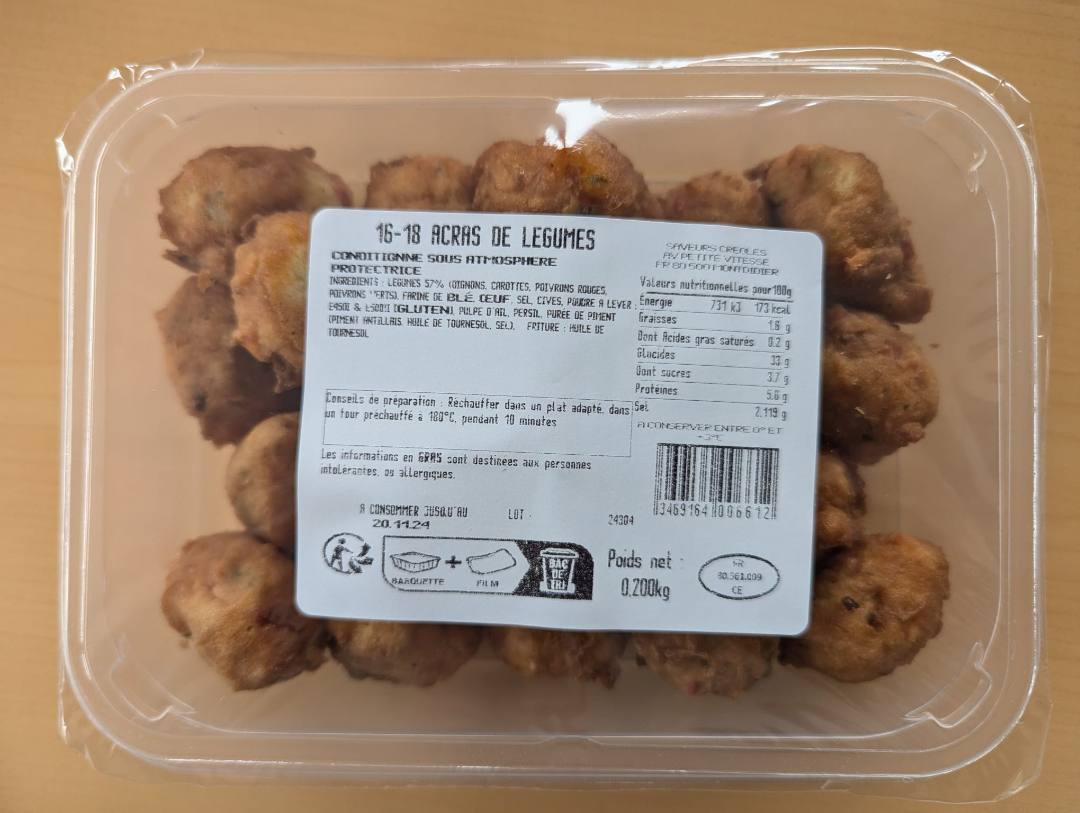 16-18 ACRAS DE LEGUMES
CONDITIONNE SOUS ATMOSPHERE
PROTECTRICE
INGREDIENTS : LEGUMES 57% (OIGNONS, CAROTTES, POIVRONS ROUGES,
POIVRONS VERTS), FARINE DE BLÉ, ŒUF, SEL, CIVES, POUDRE A LEVER :
E450I & E500II (GLUTEN), PULPE D'AIL, PERSIL, PURÉE DE PIMENT
(PIMENT ANTILLAIS, HUILE DE TOURNESOL, SEL). FRITURE : HUILE DE
TOURNESOL
Conseils de préparation : Réchauffer dans un plat adapté, dans
un four préchauffé à 180°C, pendant 10 minutes
Les informations en GRAS sont destinées aux personnes
intolérantes, ou allergiques.
A CONSOMMER JUSQU'AU
20.11.24
LOT :
24304
BARQUETTE
+
FILM
BAC
DE
TRI
SAVEURS CREOLES
AV PETITE VITESSE
FR 80500 MONTDIDIER
Valeurs nutritionnelles pour 100g
Énergie 731 kJ 173 kcal
Graisses 1.8 g
Dont Acides gras saturés 0.2 g
Glucides 33 g
Dont sucres 3.7 g
Protéines 5.6 g
Sel 2.119 g
A CONSERVER ENTRE 0° ET
+3°C
3469164006612
Poids net :
0.200kg
FR
80.561.009
CE